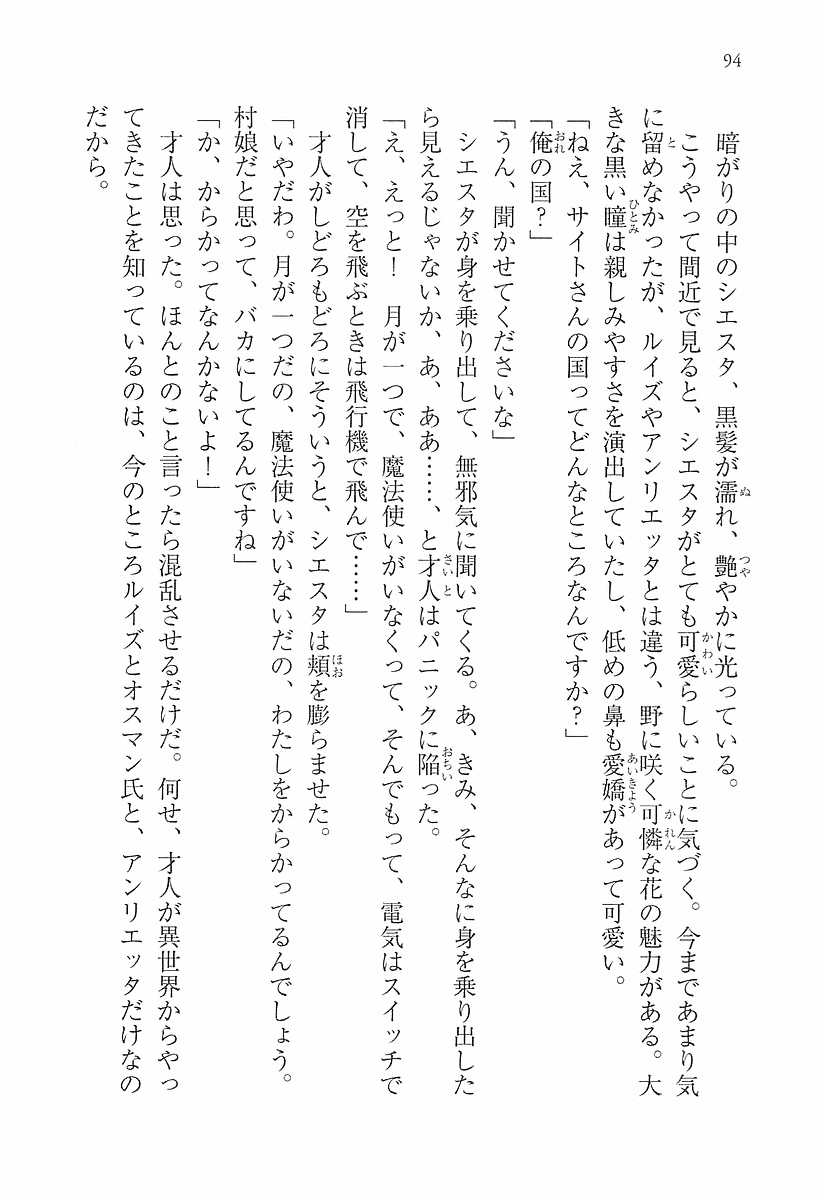 94
暗がりの中のシエスタ、黒髪が濡れ、艶やかに光っている。
こうやって間近で見ると、シエスタがとても可愛らしいことに気づく。今まであまり気
に留めなかったが、ルイズやアンリエッタとは違う、野に咲く可憐な花の魅力がある。大
きな黒い瞳は親しみやすさを演出していたし、低めの鼻も愛嬌があって可愛い。
「ねえ、サイトさんの国ってどんなところなんですか?」
「俺の国?」
「うん、聞かせてくださいな」
シエスタが身を乗り出して、無邪気に聞いてくる。あ、きみ、そんなに身を乗り出した
ら見えるじゃないか、あ、ああ……、と才人はパニックに陥った。
「え、えっと! 月が一つで、魔法使いがいなくって、そんでもって、電気はスイッチで
消して、空を飛ぶときは飛行機で飛んで……」
才人がしどろもどろにそういうと、シエスタは頬を膨らませた。
「いやだわ。月が一つだの、魔法使いがいないだの、わたしをからかってるんでしょう。
村娘だと思って、バカにしてるんですね」
「か、からかってなんかないよ!」
才人は思った。ほんとのこと言ったら混乱させるだけだ。何せ、才人が異世界からやっ
てきたことを知っているのは、今のところルイズとオスマン氏と、アンリエッタだけなの
だから。